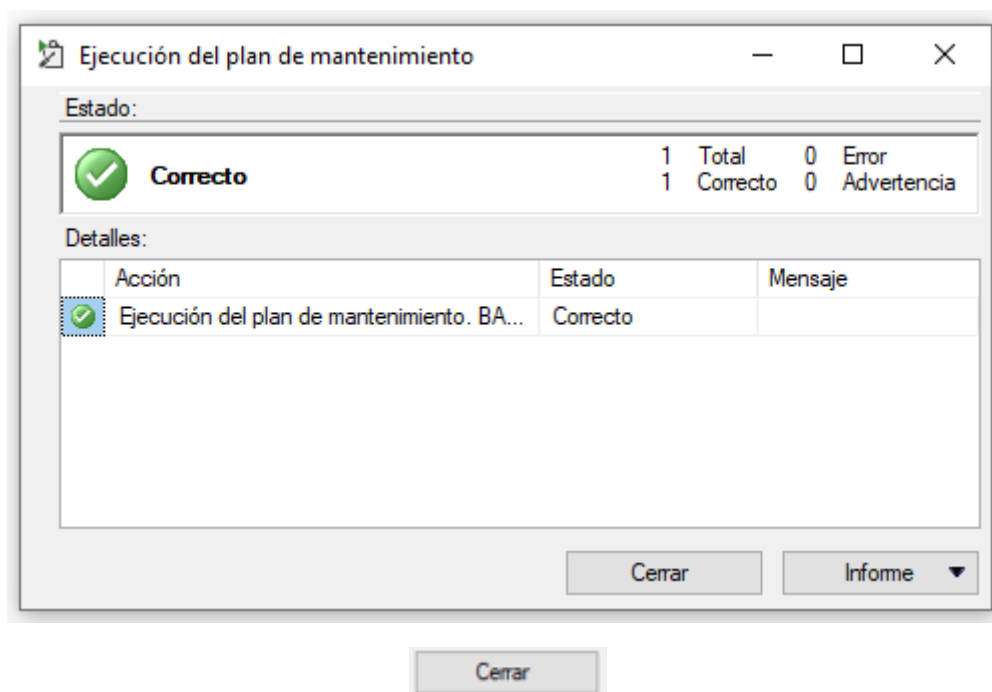 Ejecución del plan de mantenimiento
Estado:
Correcto
1 Total 0 Error
1 Correcto 0 Advertencia
Detalles:
Acción Estado Mensaje
Ejecución del plan de mantenimiento. BA... Correcto
Cerrar Informe
Cerrar